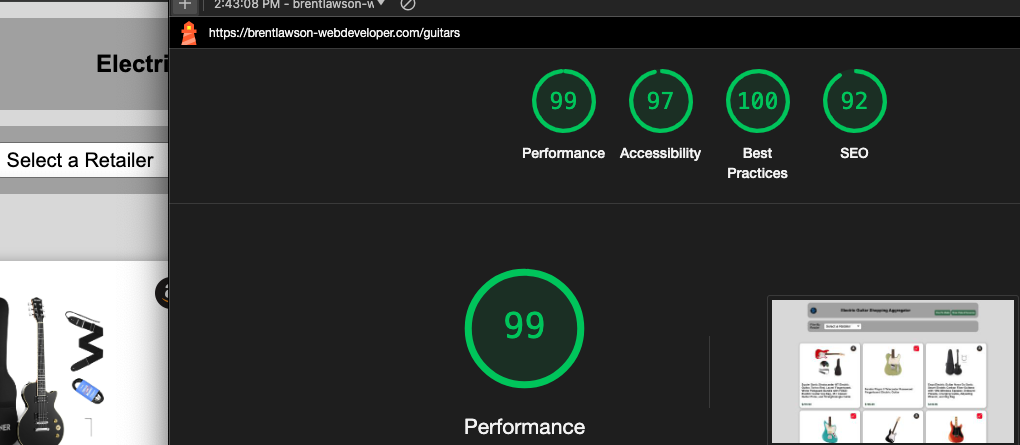 2:43:08 PM - brentlawson-w
https://brentlawson-webdeveloper.com/guitars
Electri
Select a Retailer
99
97
100
92
Performance
Accessibility
Best
Practices
SEO
99
Performance
Electric Guitar Shopping Aggregator
Select a Retailer